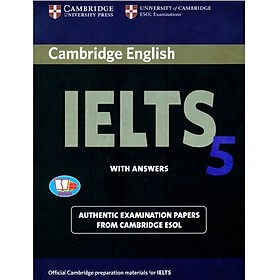 CAMBRIDGE
UNIVERSITY PRESS
UNIVERSITY of CAMBRIDGE
ESOL Examinations
Cambridge English
IELTS 5
WITH ANSWERS
AUTHENTIC EXAMINATION PAPERS
FROM CAMBRIDGE ESOL
Official Cambridge preparation materials for IELTS